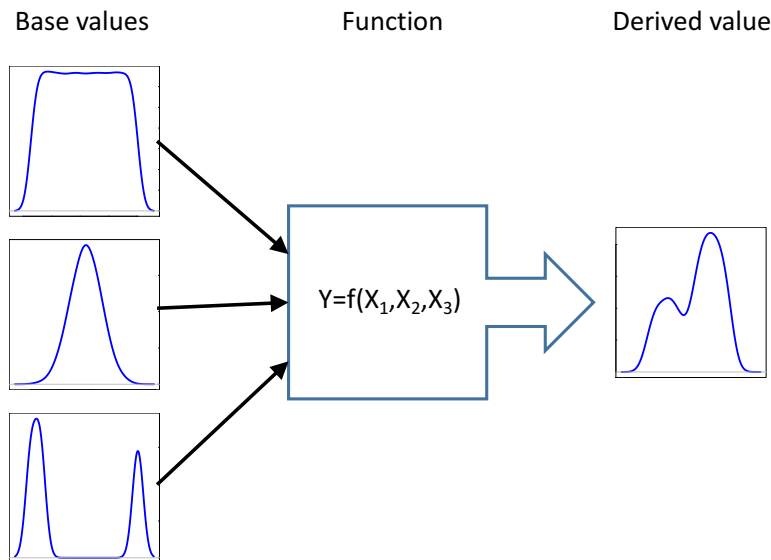 Base values
Function
Derived value
Y=f(X₁,X₂,X₃)